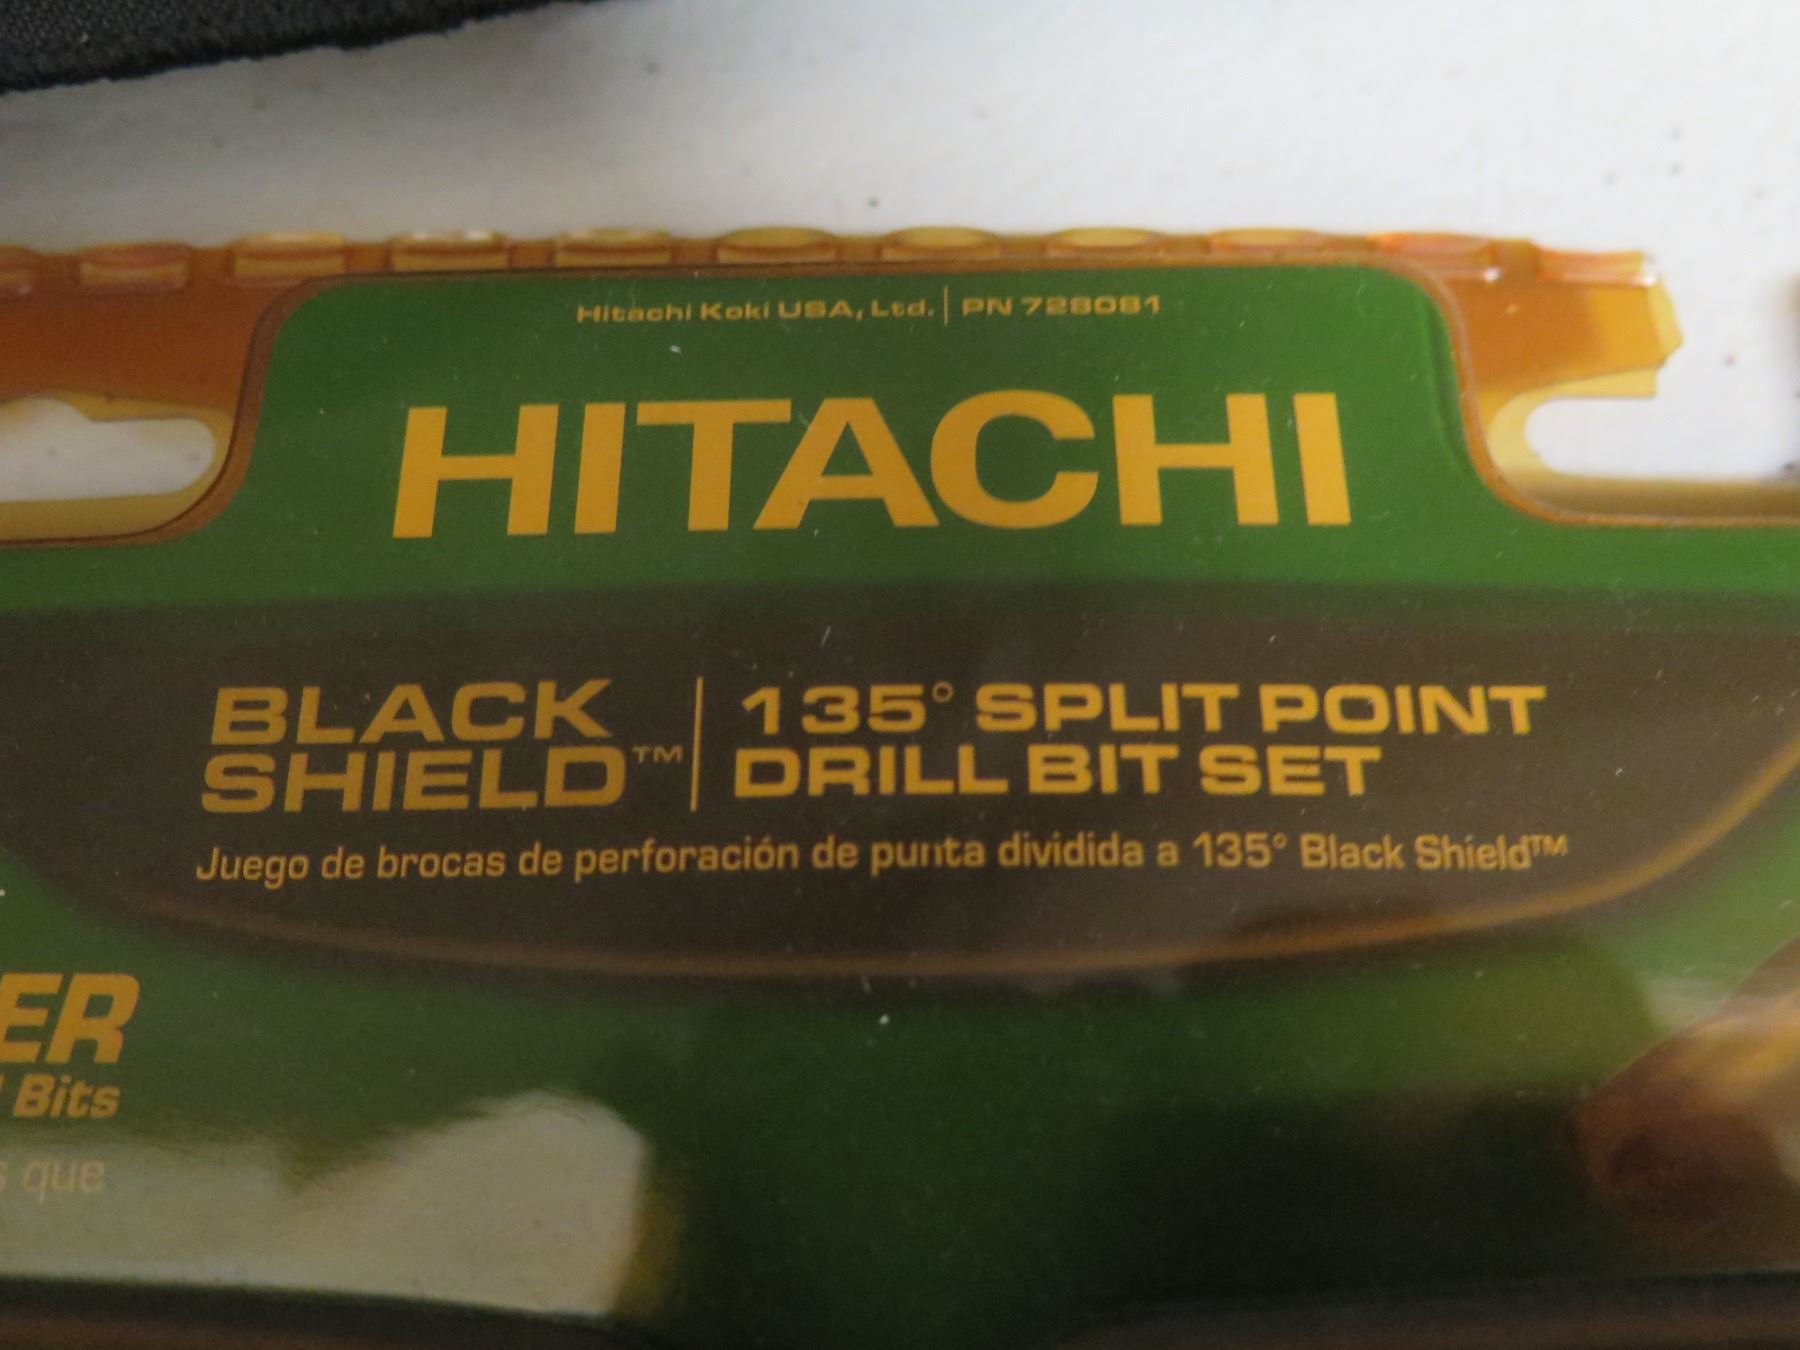 Hitachi Koki USA, Ltd. | PN 728081
HITACHI
BLACK
SHIELD™
135° SPLIT POINT
DRILL BIT SET
Juego de brocas de perforación de punta dividida a 135° Black Shield™
ER
Bits
que